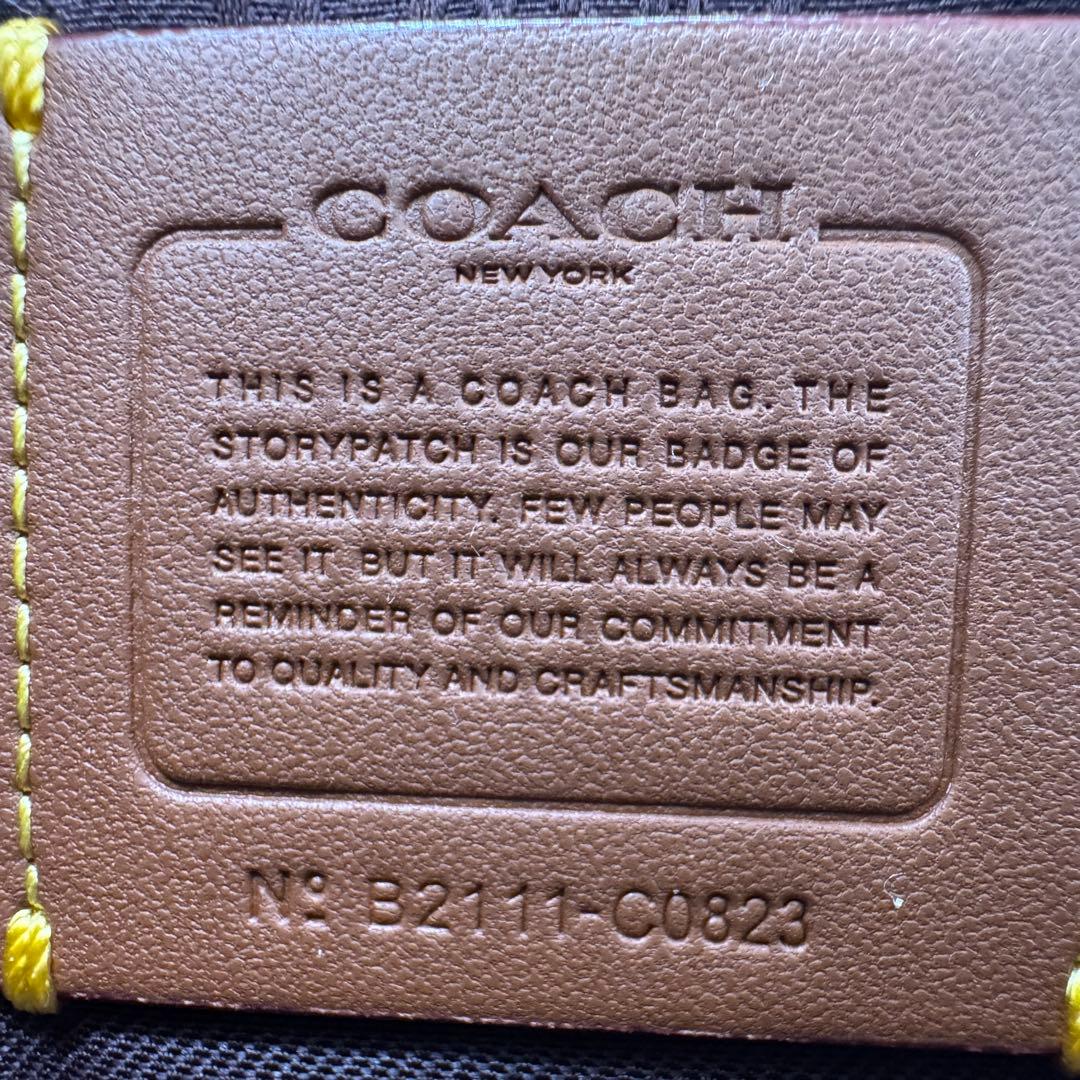 COACH
NEW YORK
THIS IS A COACH BAG. THE
STORYPATCH IS OUR BADGE OF
AUTHENTICITY. FEW PEOPLE MAY
SEE IT BUT IT WILL ALWAYS BE A
REMINDER OF OUR COMMITMENT
TO QUALITY AND CRAFTSMANSHIP.
Nº B2111-C0823